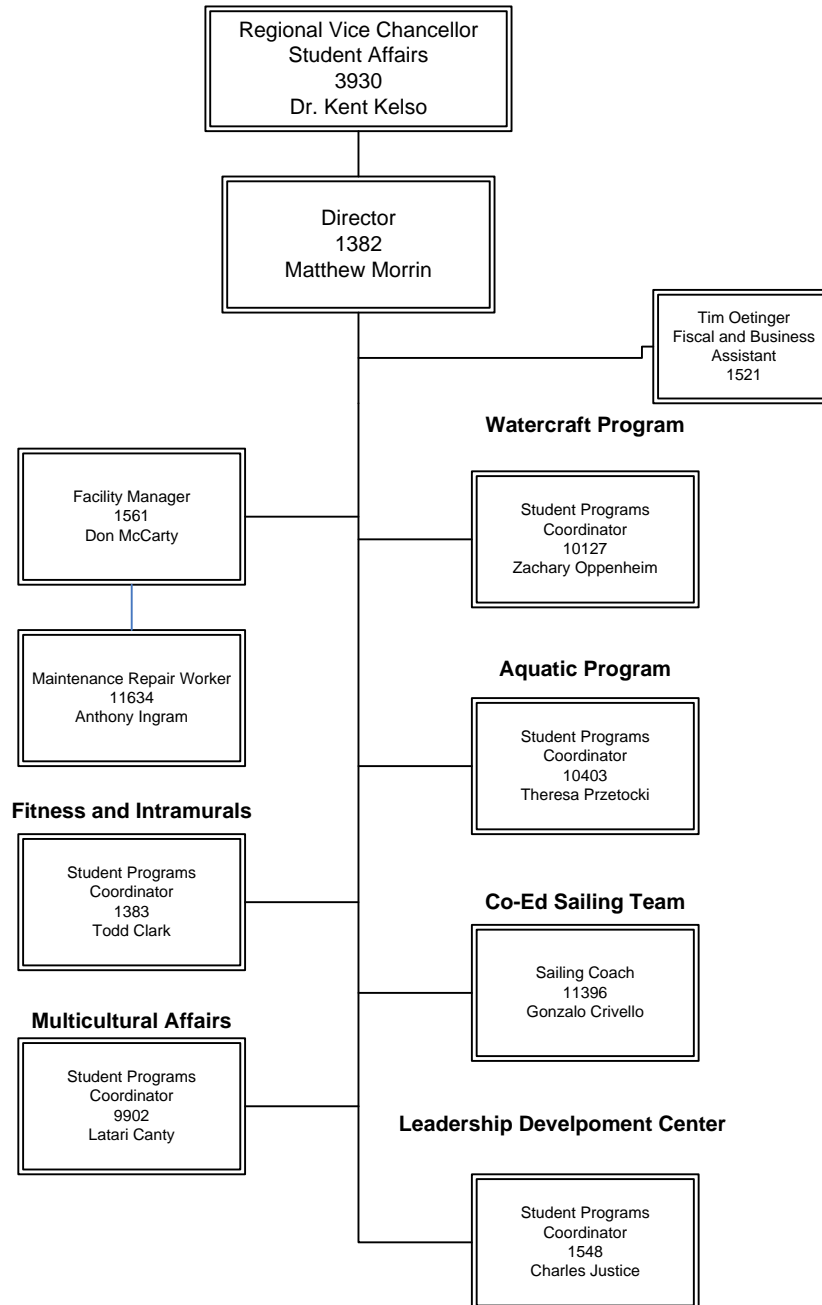 Regional Vice Chancellor
Student Affairs
3930
Dr. Kent Kelso
Director
1382
Matthew Morrin
Tim Oetinger
Fiscal and Business
Assistant
1521
Watercraft Program
Facility Manager
1561
Don McCarty
Student Programs
Coordinator
10127
Zachary Oppenheim
Maintenance Repair Worker
11634
Anthony Ingram
Aquatic Program
Student Programs
Coordinator
10403
Theresa Przetocki
Fitness and Intramurals
Student Programs
Coordinator
1383
Todd Clark
Co-Ed Sailing Team
Sailing Coach
11396
Gonzalo Crivello
Multicultural Affairs
Student Programs
Coordinator
9902
Latari Canty
Leadership Develpoment Center
Student Programs
Coordinator
1548
Charles Justice